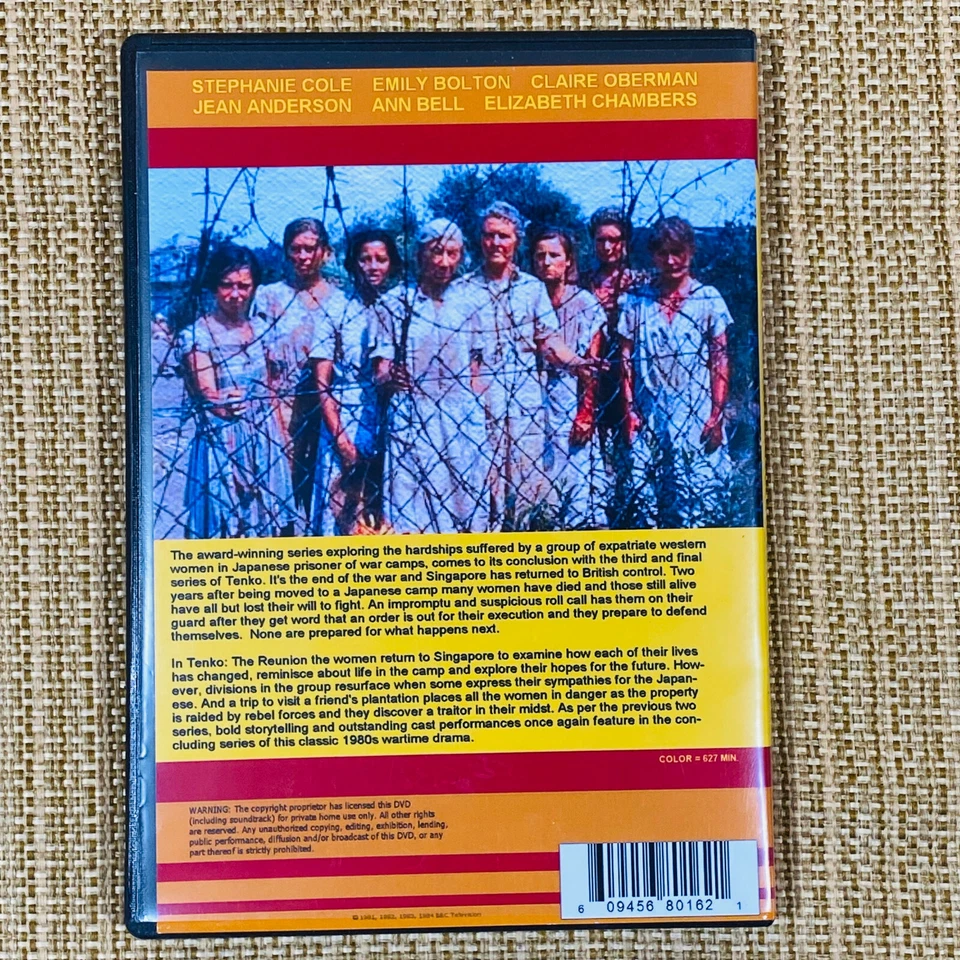 STEPHANIE COLE EMILY BOLTON CLAIRE OBERMAN
JEAN ANDERSON ANN BELL ELIZABETH CHAMBERS
The award-winning series exploring the hardships suffered by a group of expatriate western
women in Japanese prisoner of war camps, comes to its conclusion with the third and final
series of Tenko. It's the end of the war and Singapore has returned to British control. Two
years after being moved to a Japanese camp many women have died and those still alive
have all but lost their will to fight. An impromptu and suspicious roll call has them on their
guard after they get word that an order is out for their execution and they prepare to defend
themselves. None are prepared for what happens next.
In Tenko: The Reunion the women return to Singapore to examine how each of their lives
has changed, reminisce about life in the camp and explore their hopes for the future. How-
ever, divisions in the group resurface when some express their sympathies for the Japan-
ese. And a trip to visit a friend's plantation places all the women in danger as the property
is raided by rebel forces and they discover a traitor in their midst. As per the previous two
series, bold storytelling and outstanding cast performances once again feature in the con-
cluding series of this classic 1980s wartime drama.
COLOR = 627 MIN.
WARNING: The copyright proprietor has licensed this DVD
(including soundtrack) for private home use only. All other rights
are reserved. Any unauthorized copying, editing, exhibition, lending,
public performance, diffusion and/or broadcast of this DVD, or any
part thereof is strictly prohibited.
6 09456 80162 1
© 1981, 1982, 1983, 1984 BBC Television